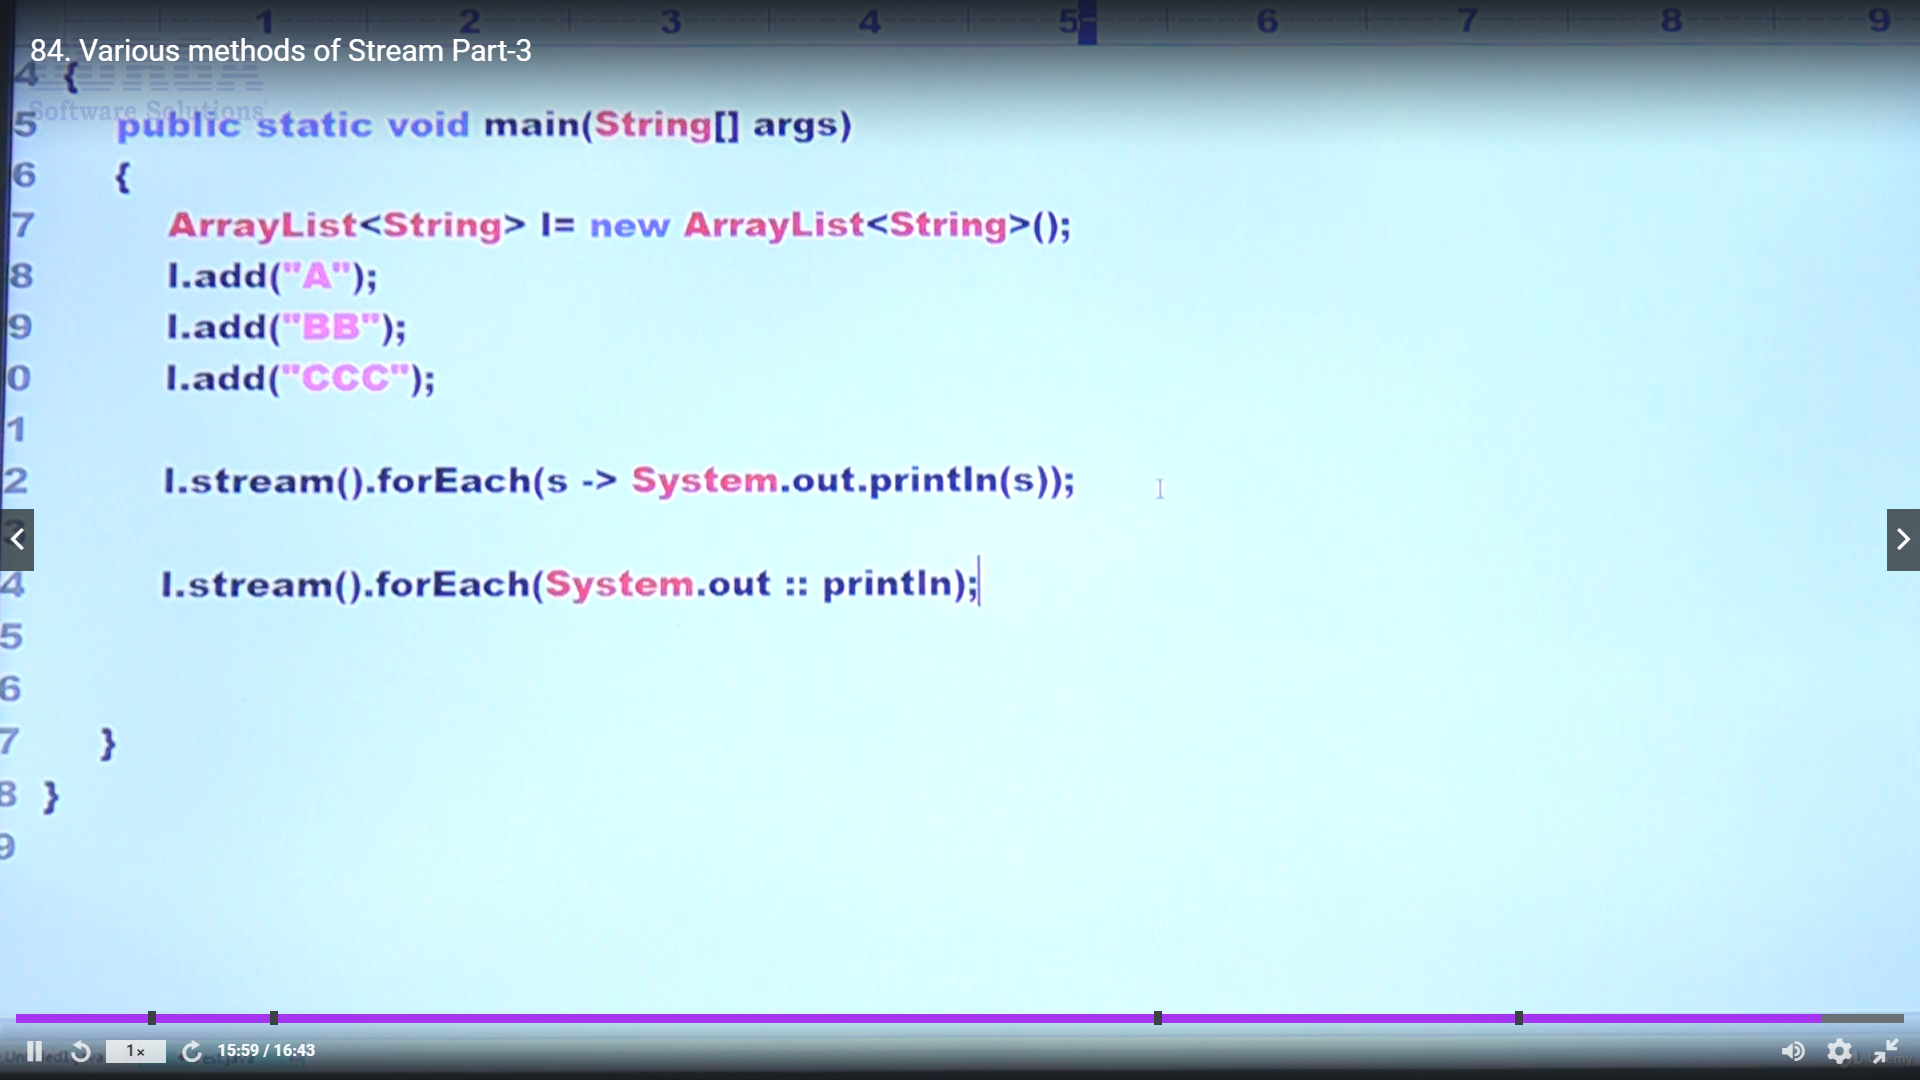 1 2 3 4 5 6 7 8 9
84. Various methods of Stream Part-3
4 {
Software Solutions
5 public static void main(String[] args)
6 {
7 ArrayList<String> l= new ArrayList<String>();
8 l.add("A");
9 l.add("BB");
0 l.add("CCC");
1
2 l.stream().forEach(s -> System.out.println(s));
4 l.stream().forEach(System.out :: println);
5
6
7 }
8 }
9
1x 15:59 / 16:43